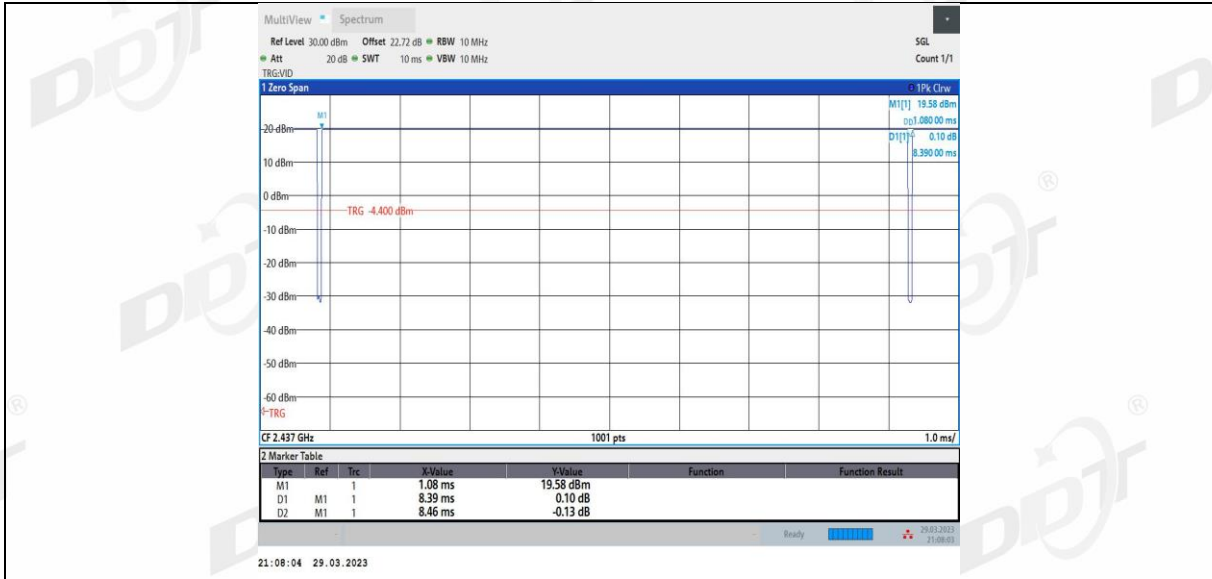 MultiView Spectrum
Ref Level 30.00 dBm Offset 22.72 dB RBW 10 MHz SGL
Att 20 dB SWT 10 ms VBW 10 MHz Count 1/1
TRG:VID
1 Zero Span 1Pk Clrw
M1[1] 19.58 dBm
M1
1.080 00 ms
20 dBm
D1[1] 0.10 dB
8.390 00 ms
10 dBm
0 dBm
TRG -4.400 dBm
-10 dBm
-20 dBm
-30 dBm
-40 dBm
-50 dBm
-60 dBm
TRG
CF 2.437 GHz 1001 pts 1.0 ms/
2 Marker Table
Type Ref Trc X-Value Y-Value Function Function Result
M1 1 1.08 ms 19.58 dBm
D1 M1 1 8.39 ms 0.10 dB
D2 M1 1 8.46 ms -0.13 dB
Ready 29.03.2023
21:08:03
21:08:04 29.03.2023